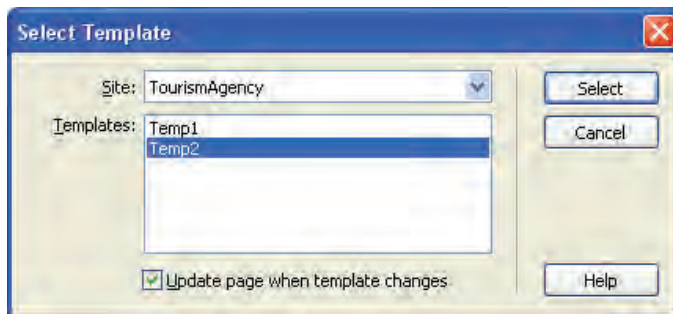 Select Template
Site: TourismAgency
Select
Templates: Temp1
Temp2
Cancel
Update page when template changes
Help